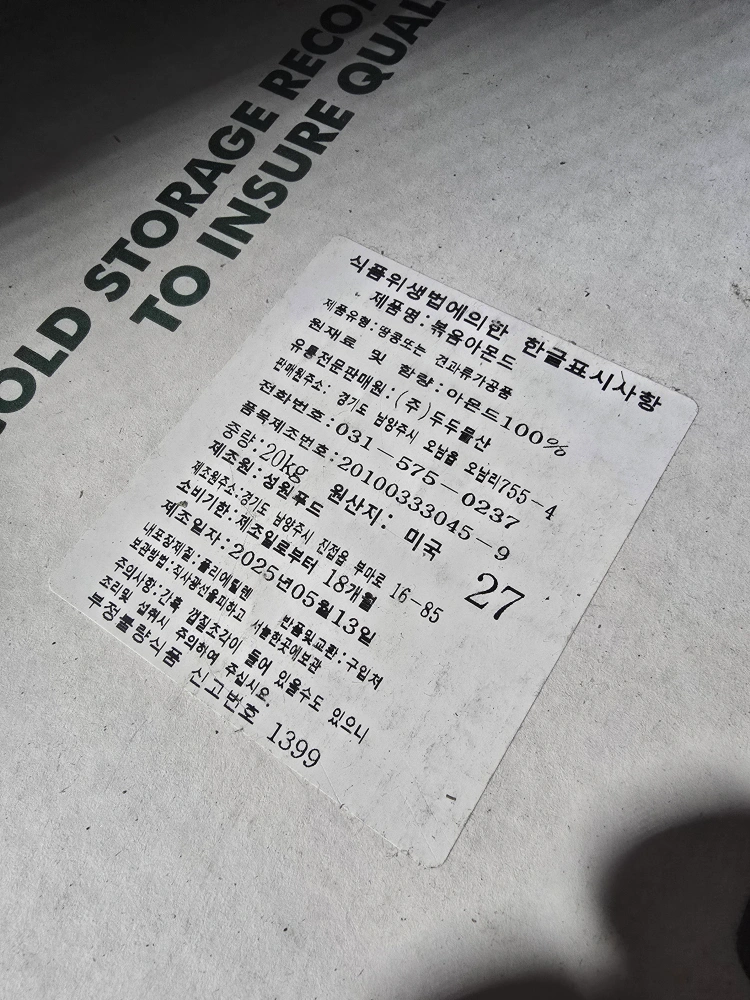 OLD STORAGE RECO
TO INSURE QUAL
식품위생법에의한 한글표시사항
제품명:볶음아몬드
제품유형:땅콩또는 견과류가공품
원재료 및 함량:아몬드100%
유통전문판매원:(주)두두물산
판매원주소: 경기도 남양주시 오남읍 오남리755-4
전화번호:031-575-0237
품목제조번호:20100333045-9
중량:20kg 원산지: 미국
제조원:성원푸드
제조원주소:경기도 남양주시 진접읍 부마로 16-85
소비기한:제조일로부터 18개월
27
제조일자:2025년05월13일
내포장재질:폴리에틸렌 반품및교환:구입처
보관방법:직사광선을피하고 서늘한곳에보관
주의사항:간혹 껍질조각이 들어 있을수도 있으니
조리및 섭취시 주의하여 주십시오.
부정불량식품 신고번호 1399